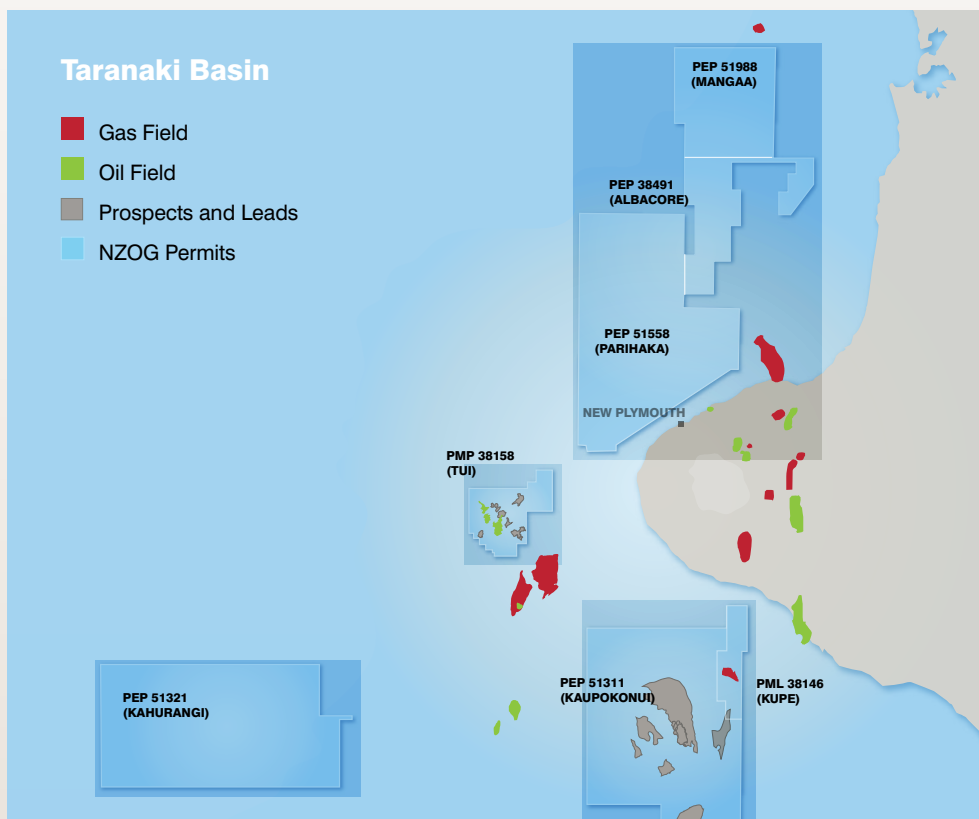 Taranaki Basin
Gas Field
Oil Field
Prospects and Leads
NZOG Permits
PEP 51988
(MANGAA)
PEP 38491
(ALBACORE)
PEP 51558
(PARIHAKA)
NEW PLYMOUTH
PMP 38158
(TUI)
PEP 51311
(KAUPOKONUI)
PML 38146
(KUPE)
PEP 51321
(KAHURANGI)